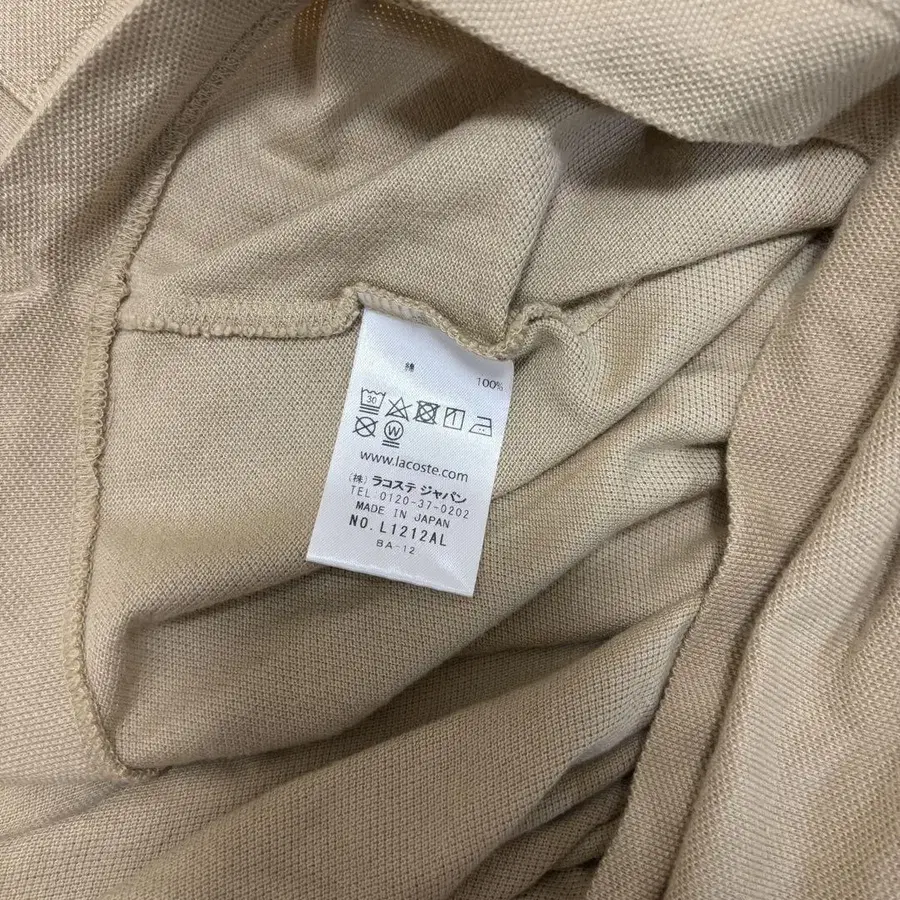 綿 100%
30
W
www.lacoste.com
(株) ラコステ ジャパン
TEL:0120-37-0202
MADE IN JAPAN
NO. L1212AL
BA-12